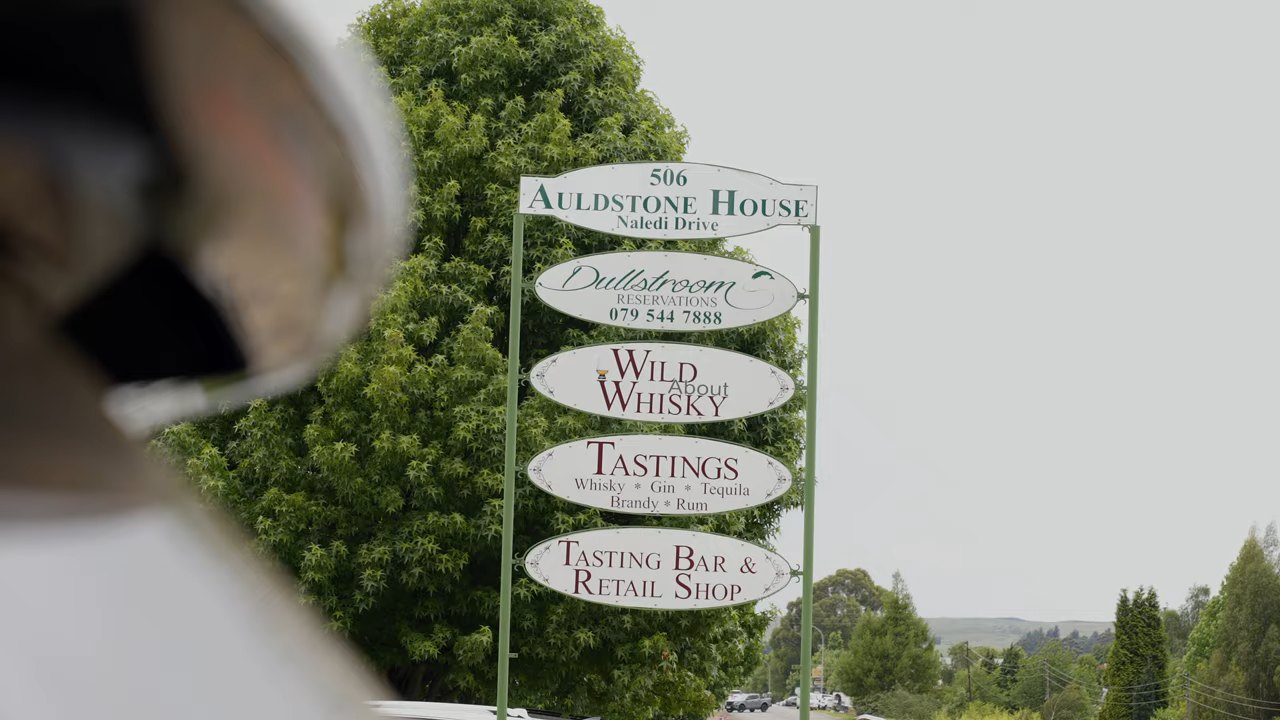 506
AULDSTONE HOUSE
Naledi Drive
Dullstroom
RESERVATIONS
079 544 7888
WILD
About
WHISKY
TASTINGS
Whisky * Gin * Tequila
Brandy * Rum
TASTING BAR &
RETAIL SHOP